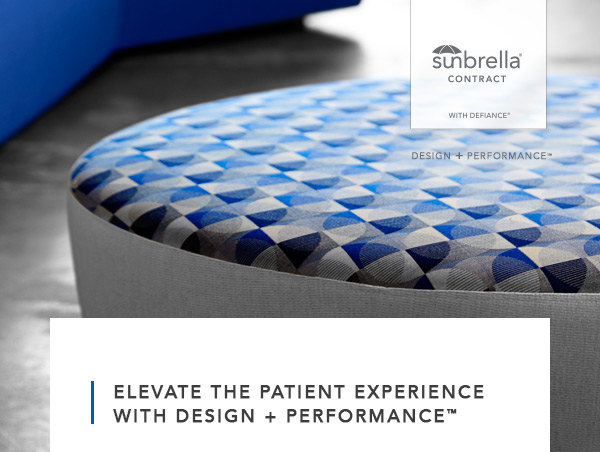 sunbrella®
CONTRACT
WITH DEFIANCE®
DESIGN + PERFORMANCE™
ELEVATE THE PATIENT EXPERIENCE
WITH DESIGN + PERFORMANCE™